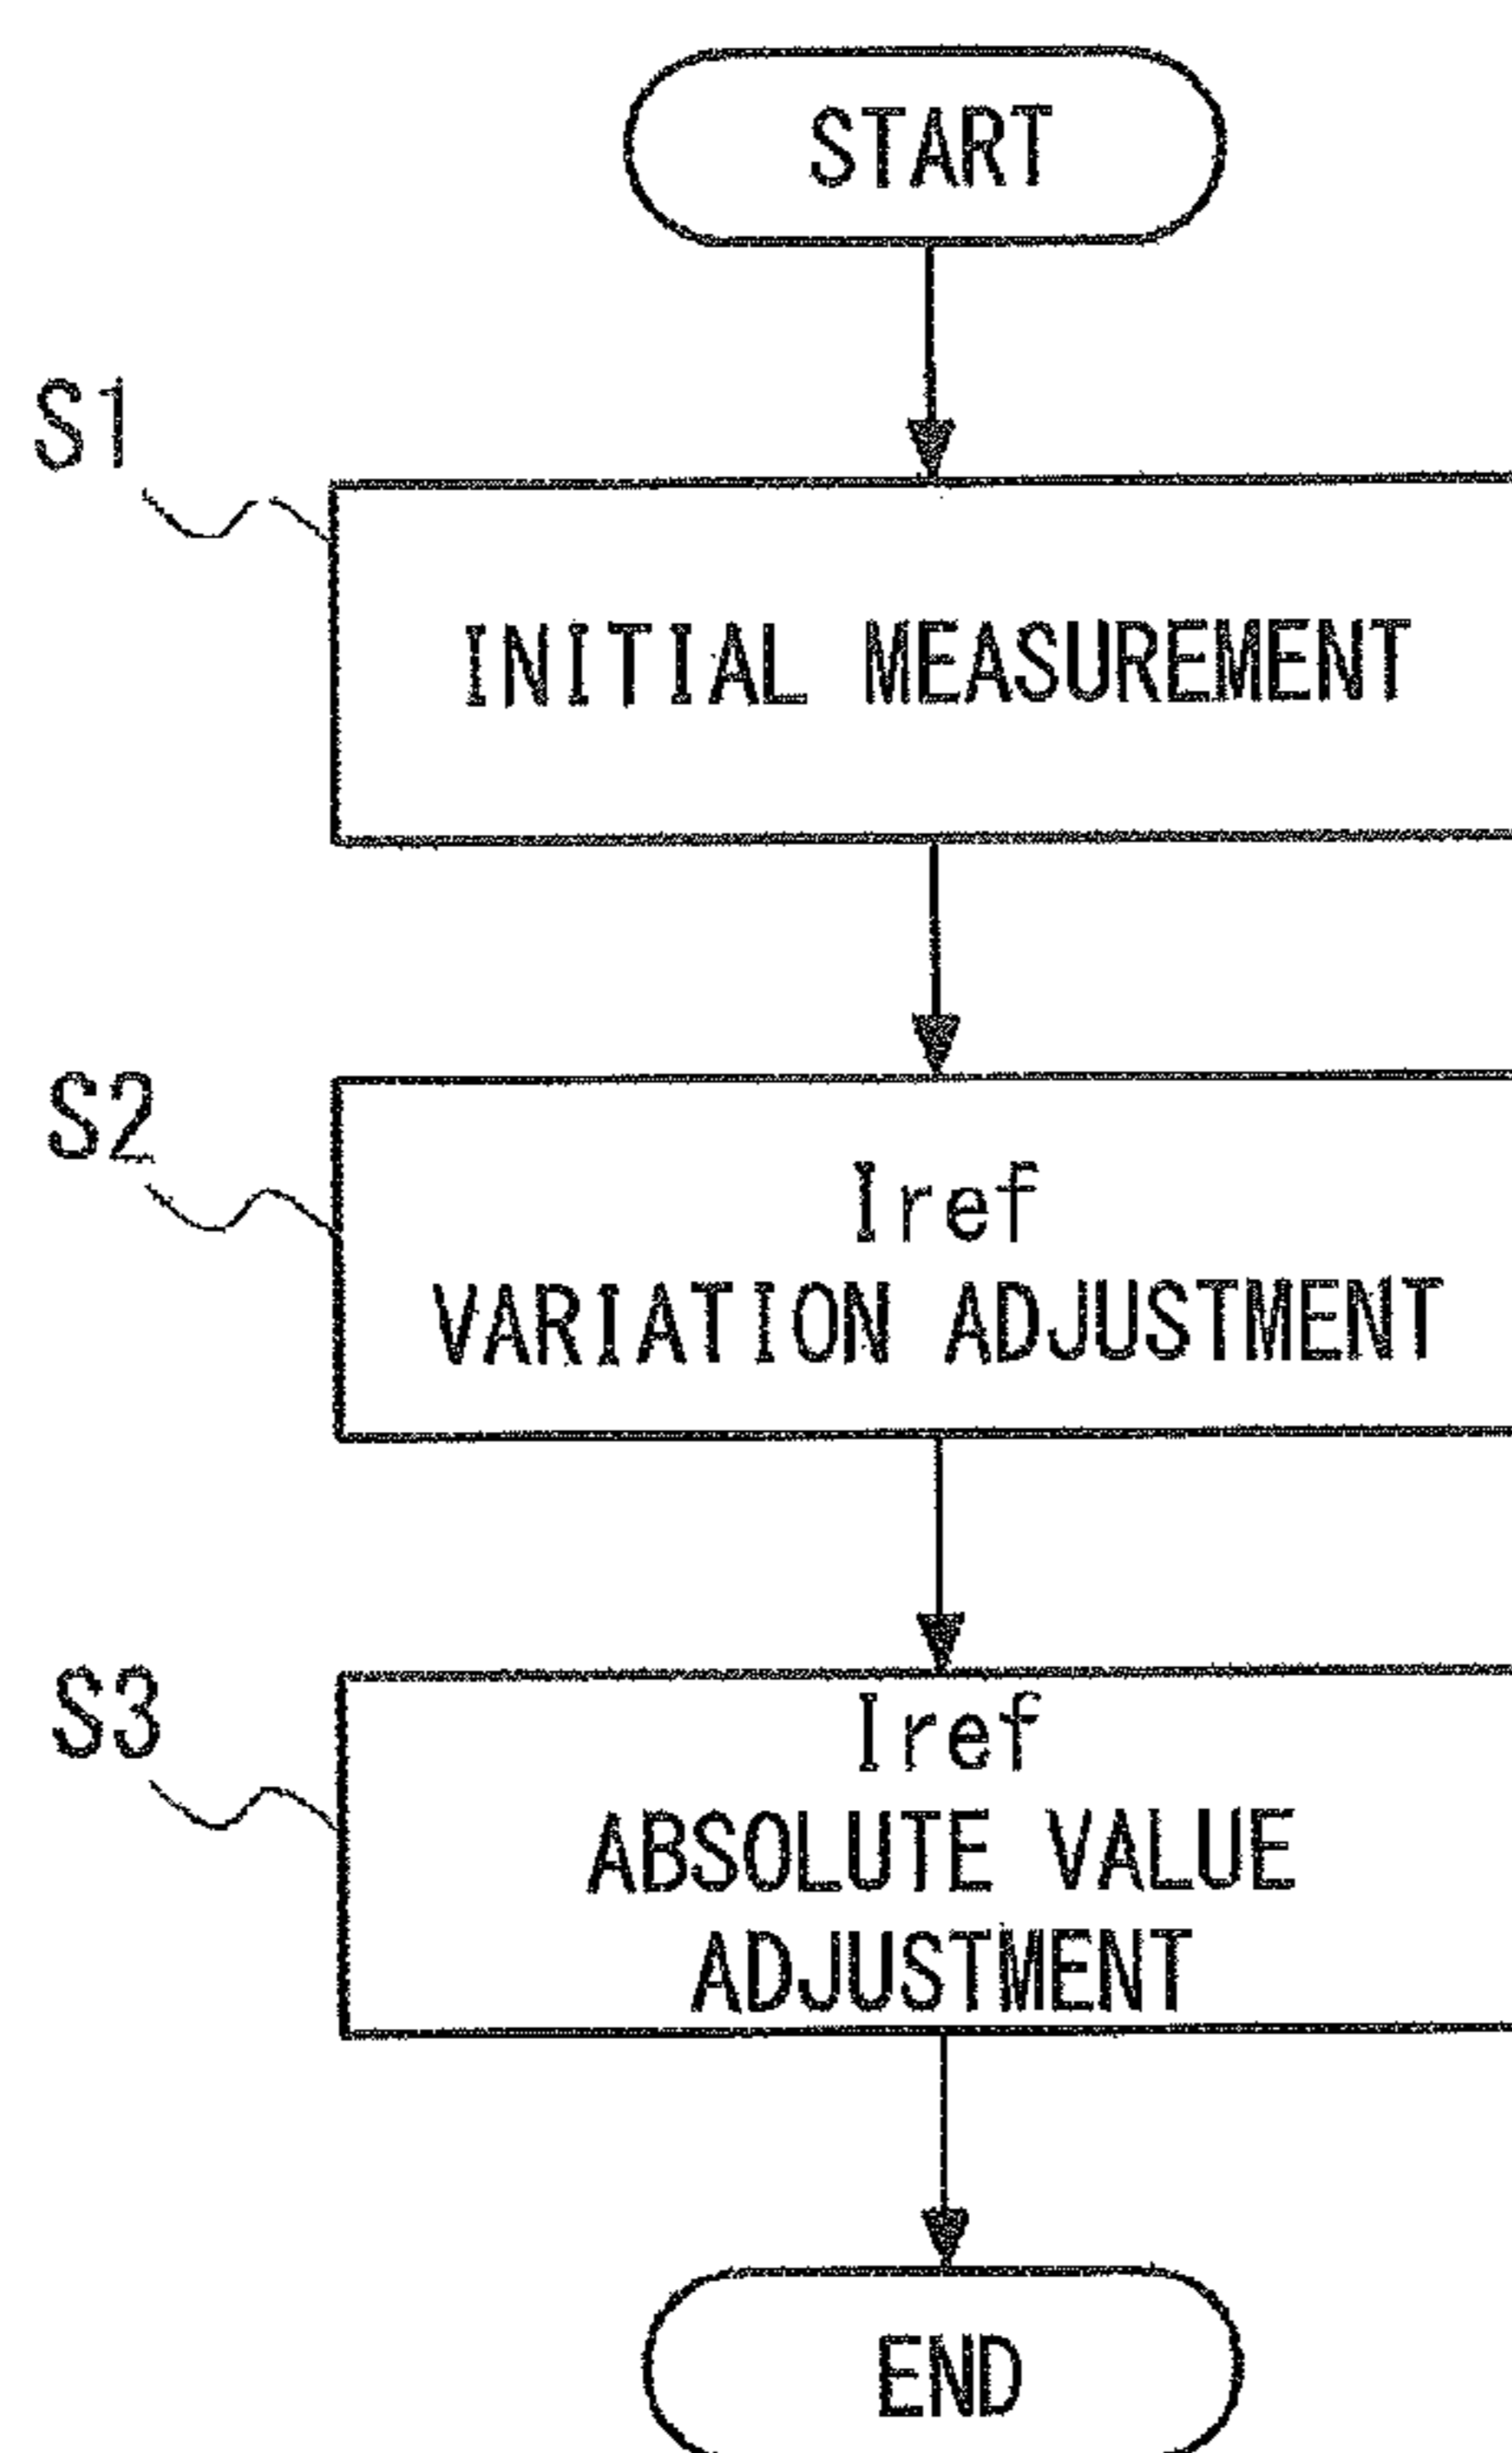 START
S1
INITIAL MEASUREMENT
S2
Iref
VARIATION ADJUSTMENT
S3
Iref
ABSOLUTE VALUE
ADJUSTMENT
END